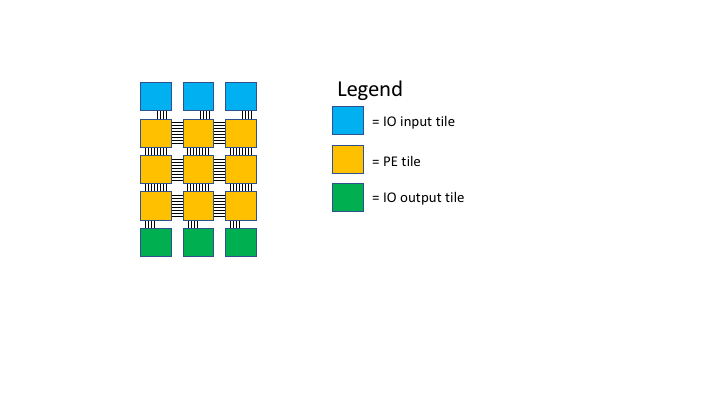 Legend
= IO input tile
= PE tile
= IO output tile